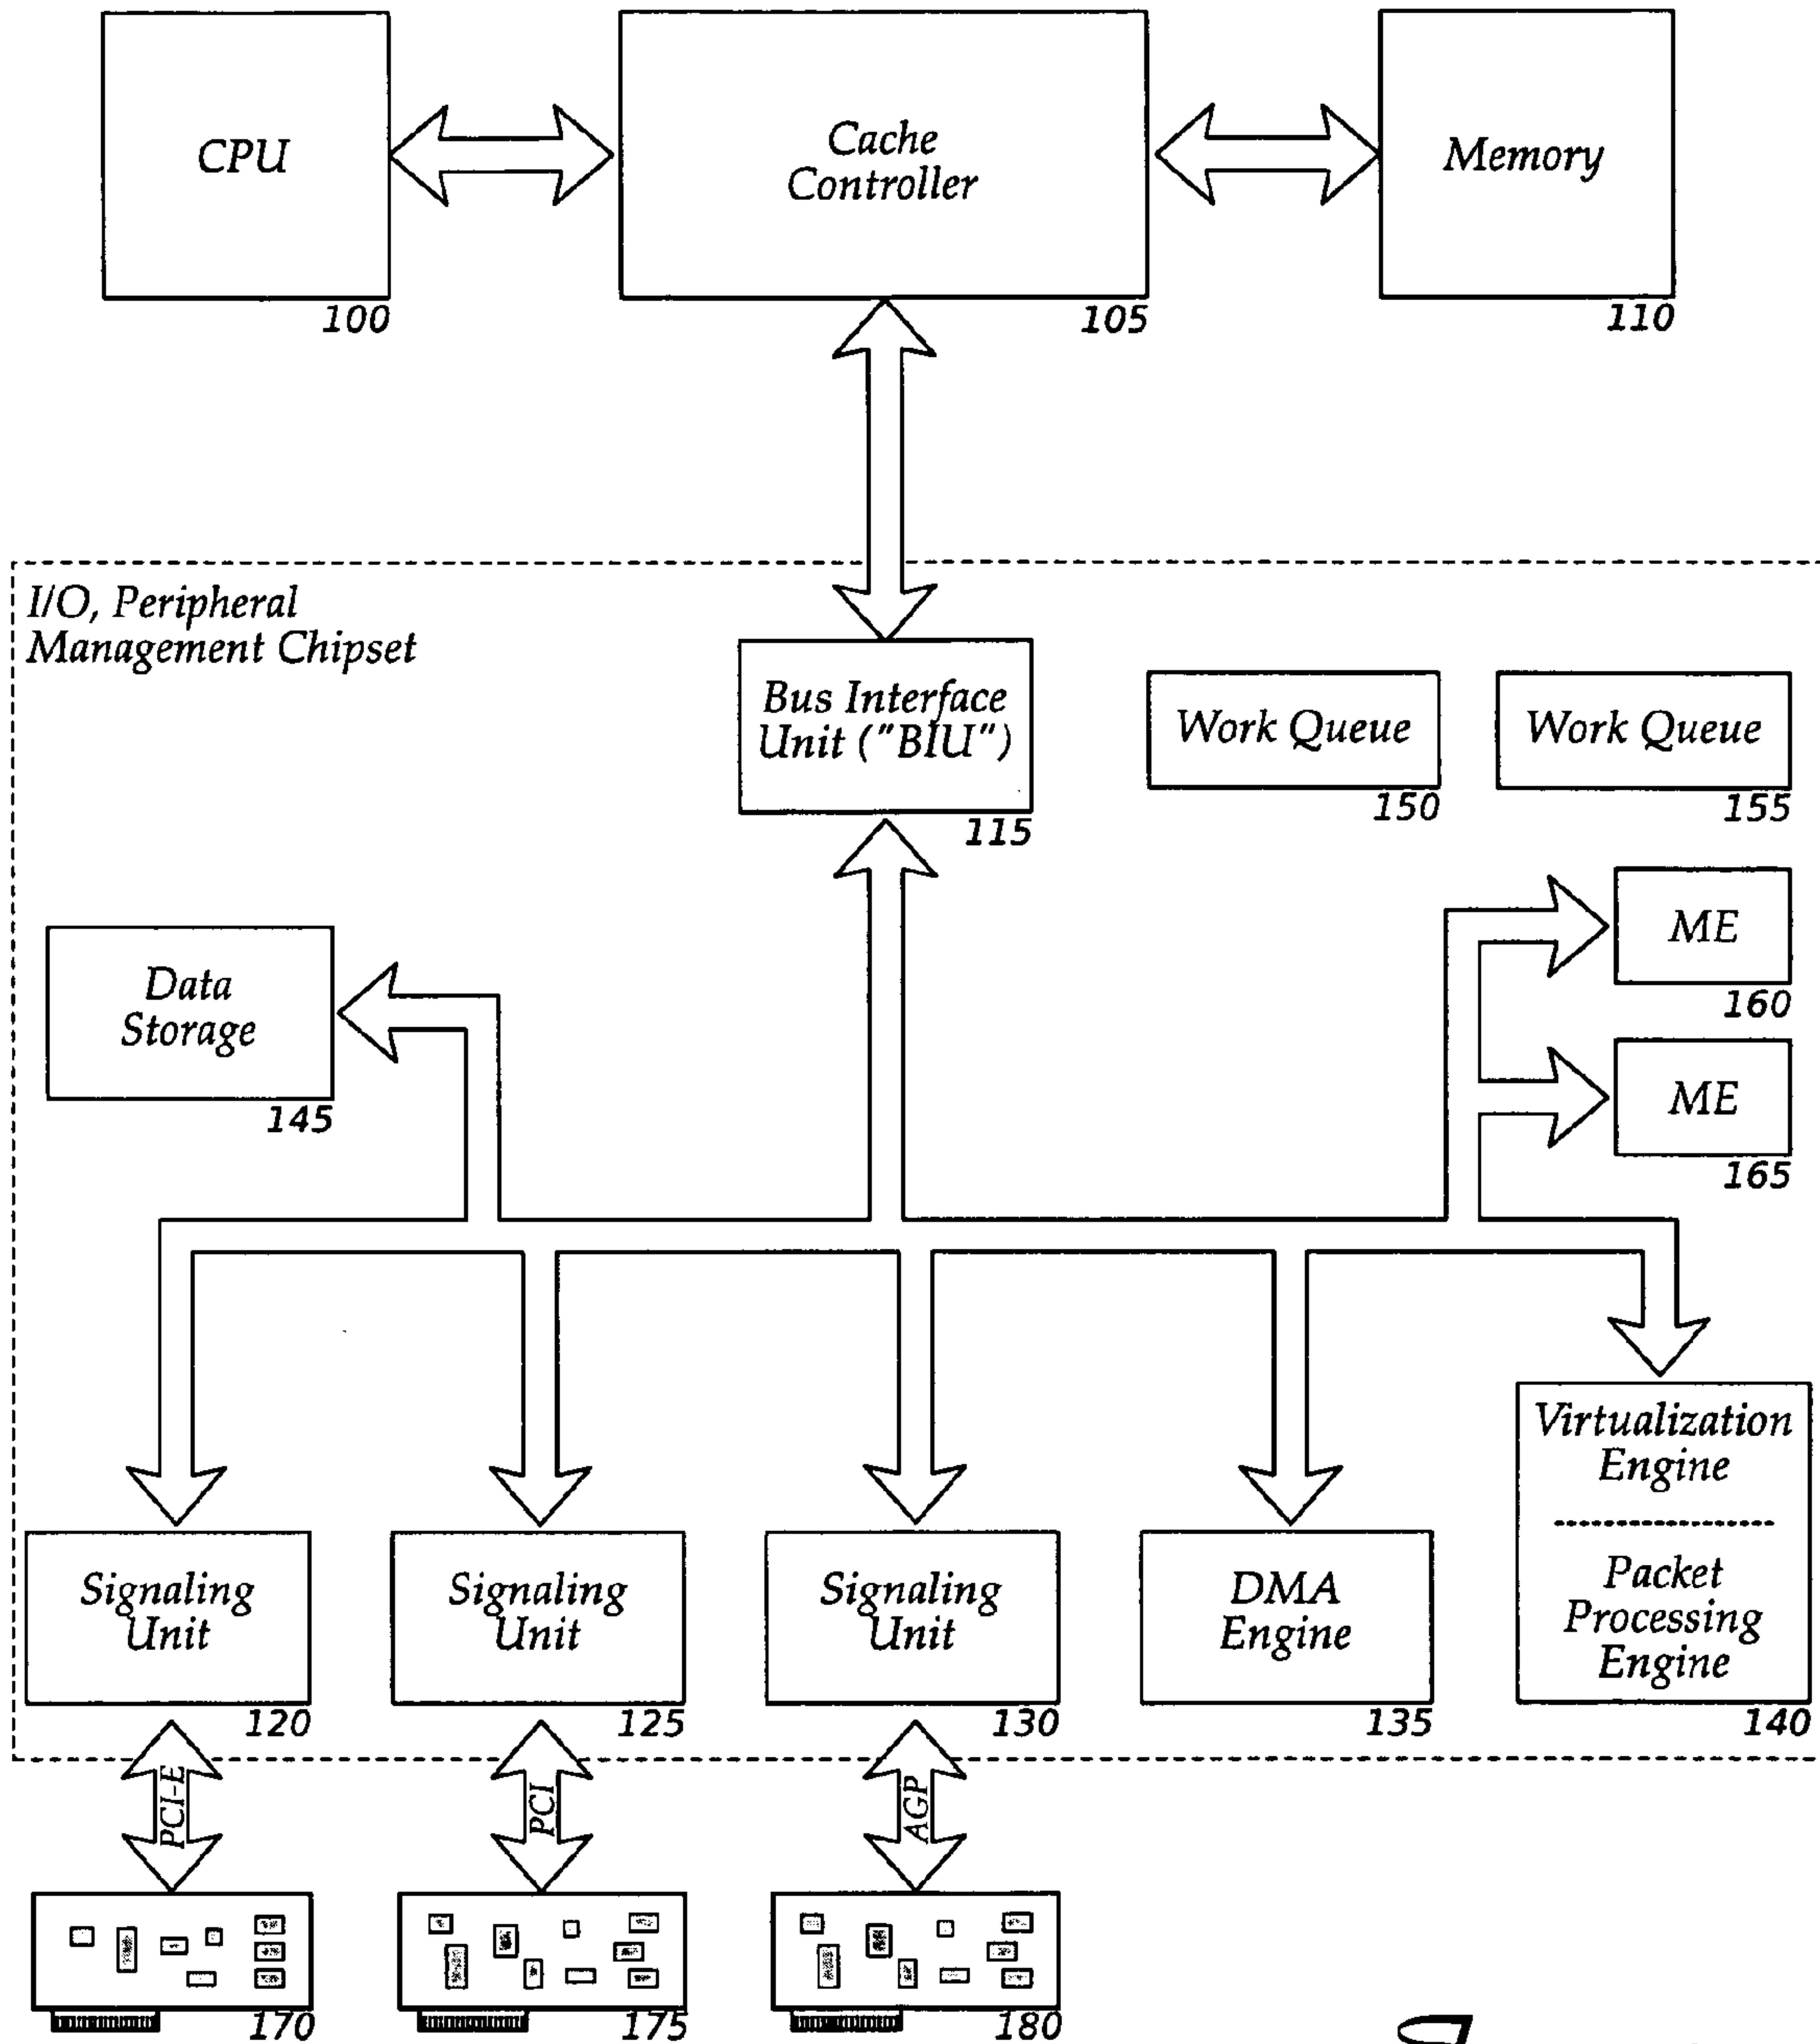 CPU
100
Cache
Controller
105
Memory
110
I/O, Peripheral
Management Chipset
Bus Interface
Unit ("BIU")
115
Work Queue
150
Work Queue
155
Data
Storage
145
ME
160
ME
165
Signaling
Unit
120
Signaling
Unit
125
Signaling
Unit
130
DMA
Engine
135
Virtualization
Engine
Packet
Processing
Engine
140
PCI-E
PCI
AGP
170
175
180